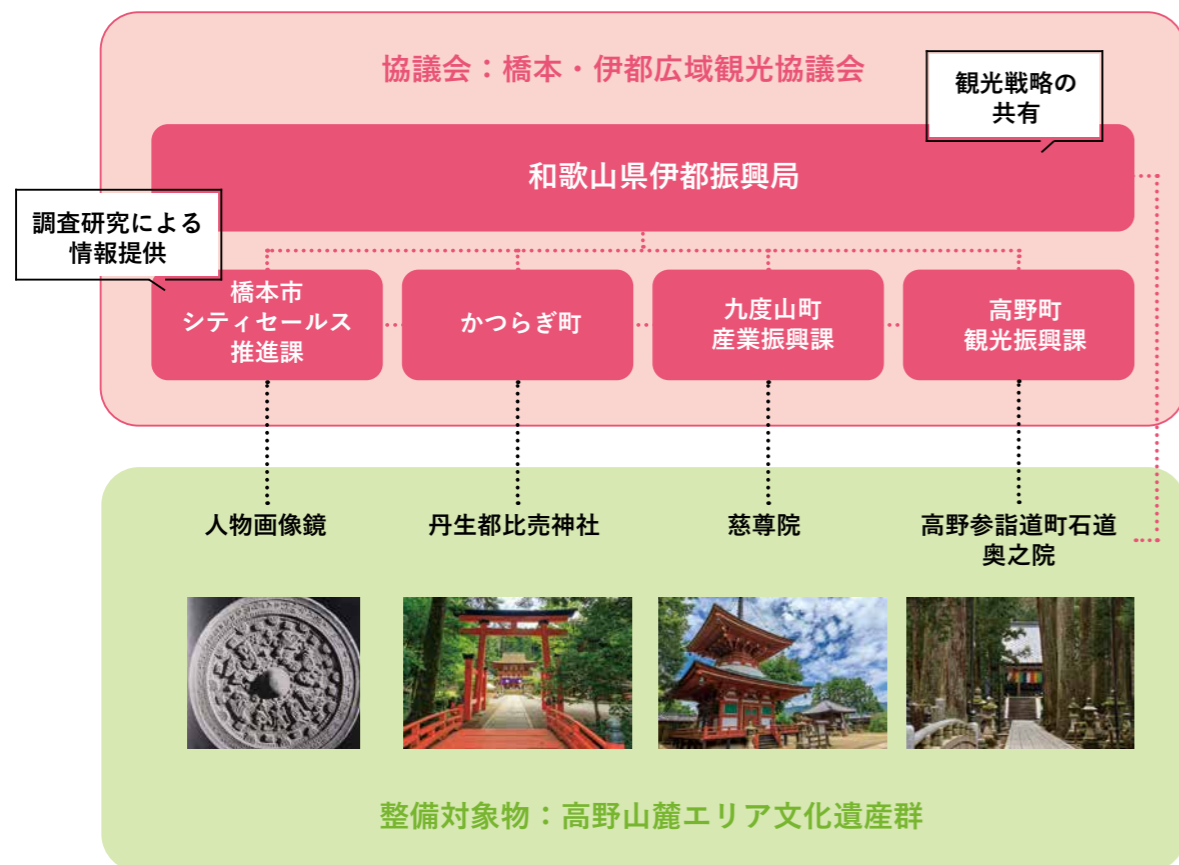 協議会：橋本・伊都広域観光協議会
観光戦略の
共有
和歌山県伊都振興局
調査研究による
情報提供
橋本市
シティセールス
推進課
かつらぎ町
九度山町
産業振興課
高野町
観光振興課
人物画像鏡
丹生都比売神社
慈尊院
高野参詣道町石道
奥之院
整備対象物：高野山麓エリア文化遺産群